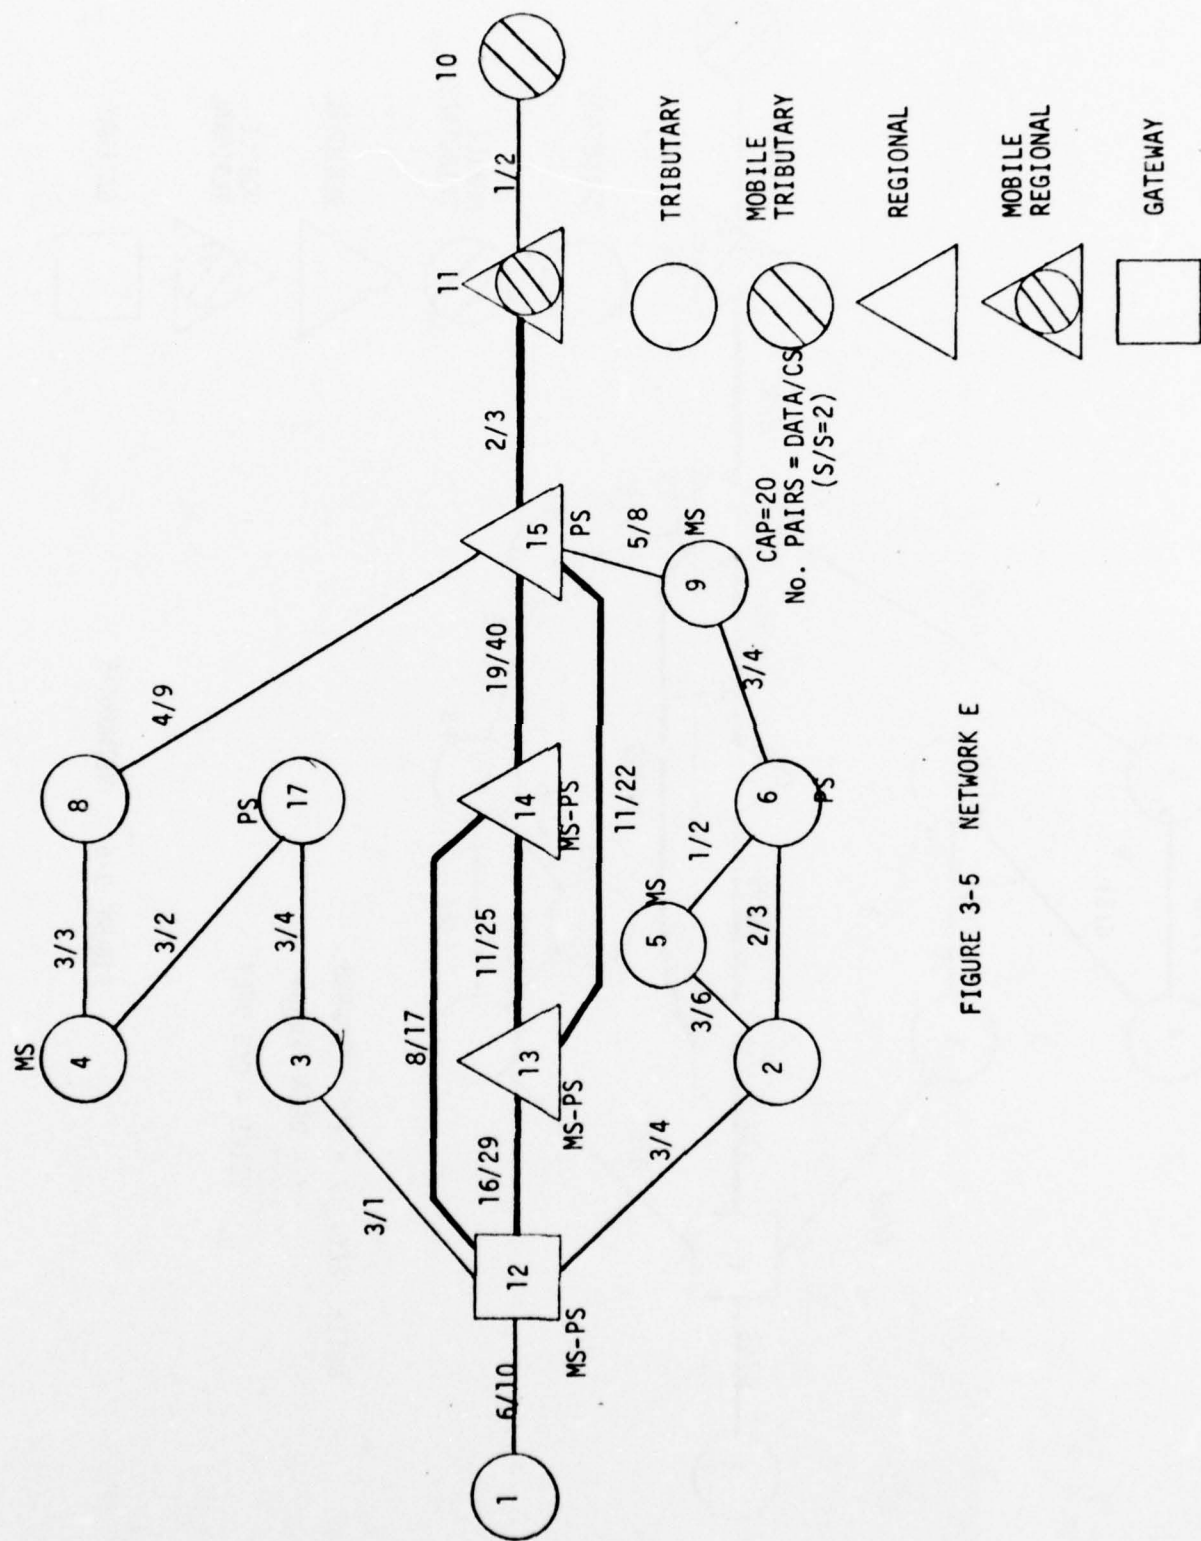 MS
4
3/3
8
4/9
3/2
PS
17
3
3/4
3/1
8/17
1
6/10
12
MS-PS
16/29
13
MS-PS
11/25
14
MS-PS
19/40
15
PS
2/3
11
1/2
10
11/22
3/4
2
3/6
5
MS
1/2
2/3
6
PS
3/4
9
MS
5/8
CAP=20
No. PAIRS = DATA/CS
(S/S=2)
TRIBUTARY
MOBILE
TRIBUTARY
REGIONAL
MOBILE
REGIONAL
GATEWAY
FIGURE 3-5 NETWORK E